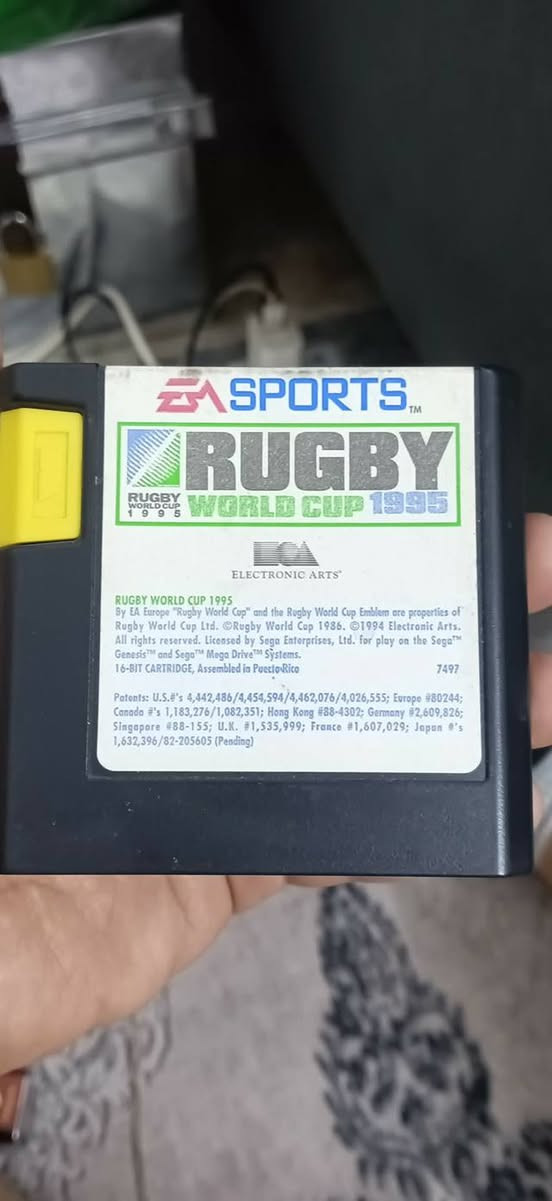 EA SPORTS™
RUGBY
WORLD CUP 1995
RUGBY
WORLD CUP
1995
EA
ELECTRONIC ARTS®
RUGBY WORLD CUP 1995
By EA Europe "Rugby World Cup" and the Rugby World Cup Emblem are properties of
Rugby World Cup Ltd. ©Rugby World Cup 1986. ©1994 Electronic Arts.
All rights reserved. Licensed by Sega Enterprises, Ltd. for play on the Sega™
Genesis™ and Sega™ Mega Drive™ Systems.
16-BIT CARTRIDGE, Assembled in Puerto Rico 7497
Patents: U.S.#'s 4,442,486/4,454,594/4,462,076/4,026,555; Europe #80244;
Canada #'s 1,183,276/1,082,351; Hong Kong #88-4302; Germany #2,609,826;
Singapore #88-155; U.K. #1,535,999; France #1,607,029; Japan #'s
1,632,396/82-205605 (Pending)